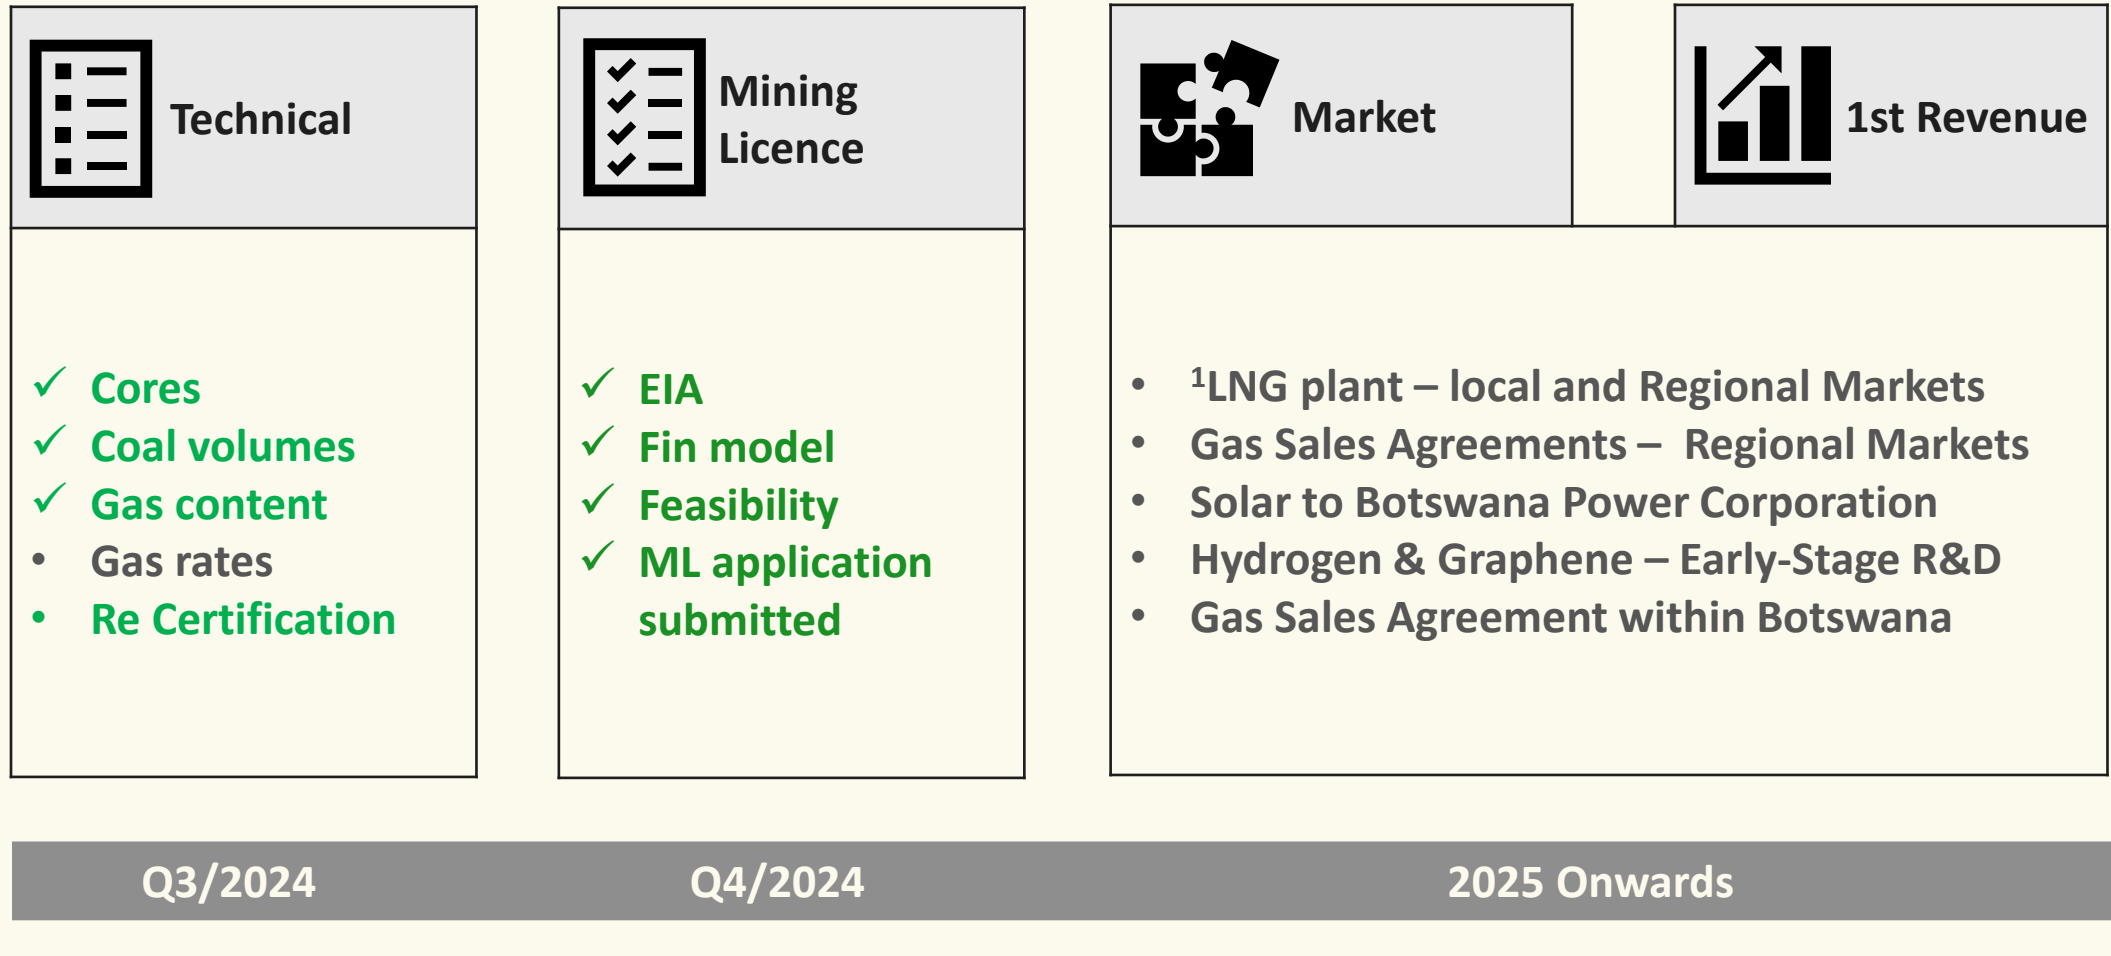 Technical
✓ Cores
✓ Coal volumes
✓ Gas content
• Gas rates
• Re Certification
Mining
Licence
✓ EIA
✓ Fin model
✓ Feasibility
✓ ML application
submitted
Market
1st Revenue
• ¹LNG plant – local and Regional Markets
• Gas Sales Agreements – Regional Markets
• Solar to Botswana Power Corporation
• Hydrogen & Graphene – Early-Stage R&D
• Gas Sales Agreement within Botswana
Q3/2024
Q4/2024
2025 Onwards